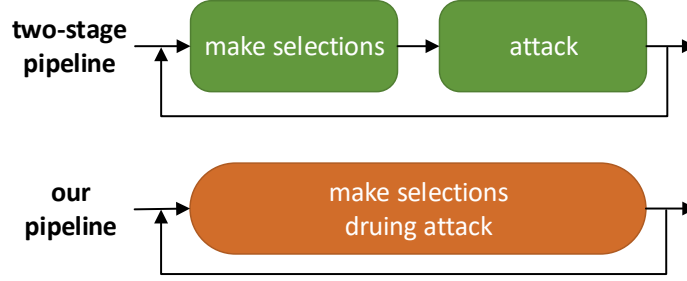 two-stage
pipeline
make selections
attack
our
pipeline
make selections
druing attack